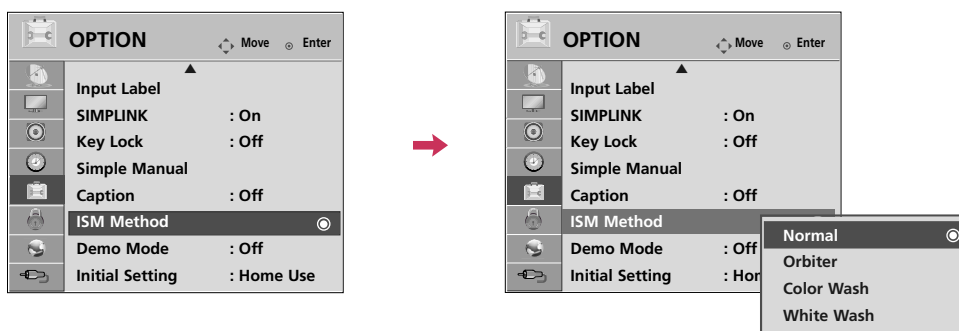 OPTION Move Enter
Input Label
SIMPLINK : On
Key Lock : Off
Simple Manual
Caption : Off
ISM Method
Demo Mode : Off
Initial Setting : Home Use
OPTION Move Enter
Input Label
SIMPLINK : On
Key Lock : Off
Simple Manual
Caption : Off
ISM Method
Demo Mode : Off
Initial Setting : Hor
Normal
Orbiter
Color Wash
White Wash